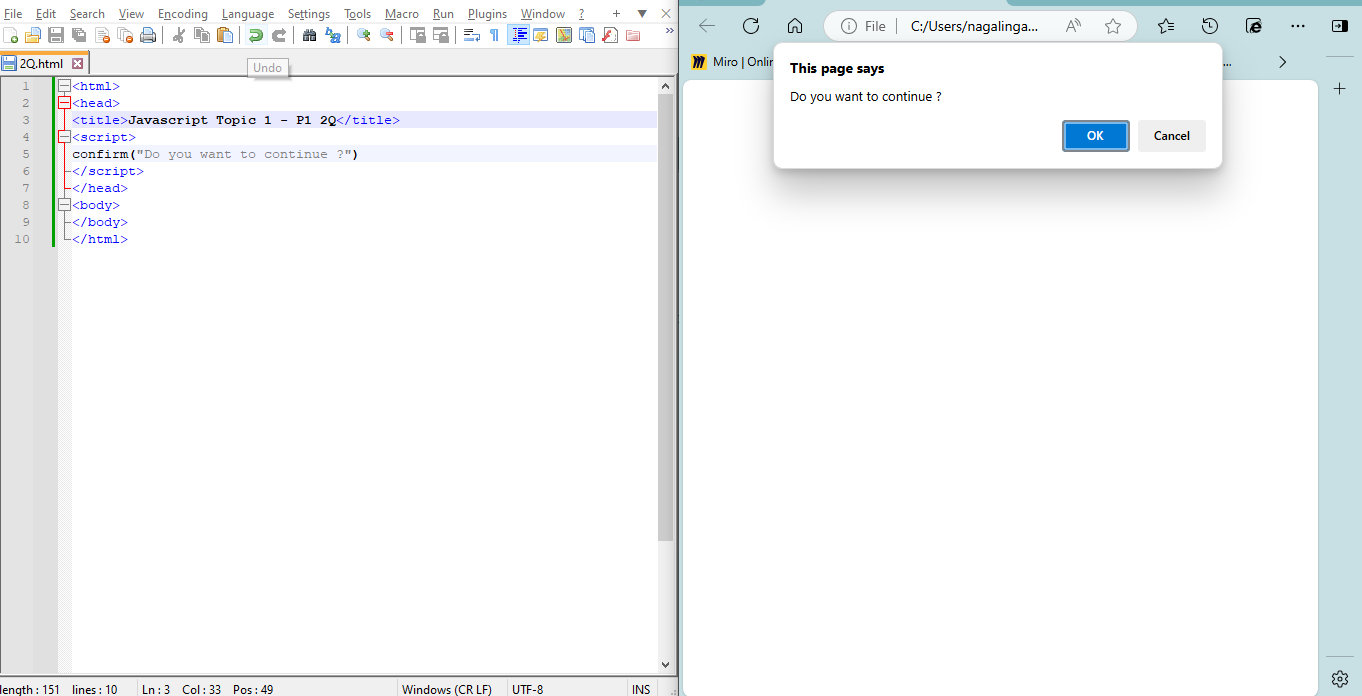 File Edit Search View Encoding Language Settings Tools Macro Run Plugins Window ? + ▼ X
2Q.html
Undo
1 <html>
2 <head>
3 <title>Javascript Topic 1 - P1 2Q</title>
4 <script>
5 confirm("Do you want to continue ?")
6 </script>
7 </head>
8 <body>
9 </body>
10 </html>
length : 151 lines : 10 Ln : 3 Col : 33 Pos : 49 Windows (CR LF) UTF-8 INS
File C:/Users/nagalinga...
Miro | Onlin
...
This page says
Do you want to continue ?
OK Cancel